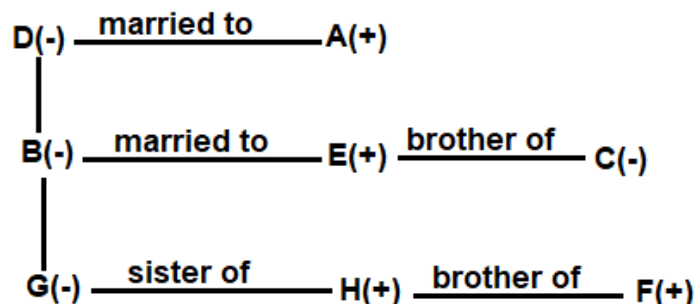 D(-) married to A(+)
B(-) married to E(+) brother of C(-)
G(-) sister of H(+) brother of F(+)